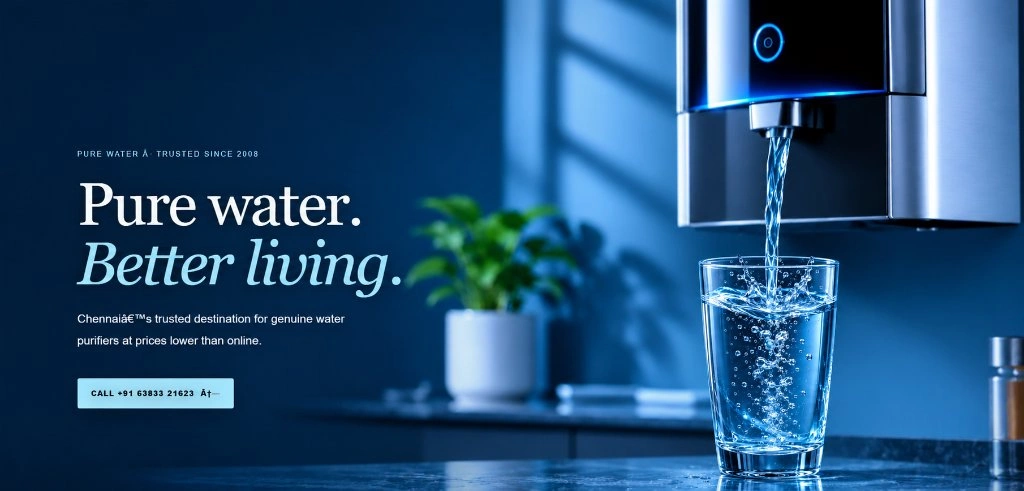 PURE WATER Â· TRUSTED SINCE 2008
Pure water.
Better living.
Chennaiâ€™s trusted destination for genuine water
purifiers at prices lower than online.
CALL +91 63833 21623 Â†—